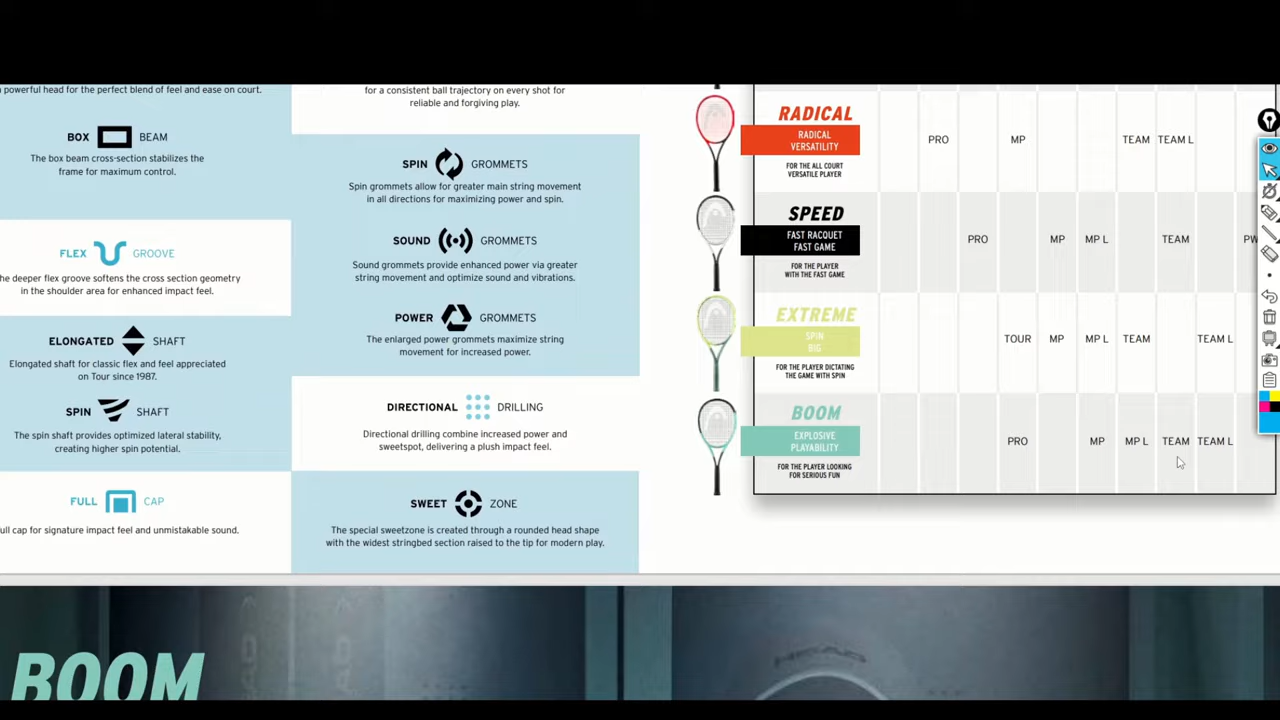 powerful head for the perfect blend of feel and ease on court.
BOX BEAM
The box beam cross-section stabilizes the
frame for maximum control.
FLEX GROOVE
he deeper flex groove softens the cross section geometry
in the shoulder area for enhanced impact feel.
ELONGATED SHAFT
Elongated shaft for classic flex and feel appreciated
on Tour since 1987.
SPIN SHAFT
The spin shaft provides optimized lateral stability,
creating higher spin potential.
FULL CAP
ull cap for signature impact feel and unmistakable sound.
for a consistent ball trajectory on every shot for
reliable and forgiving play.
SPIN GROMMETS
Spin grommets allow for greater main string movement
in all directions for maximizing power and spin.
SOUND GROMMETS
Sound grommets provide enhanced power via greater
string movement and optimize sound and vibrations.
POWER GROMMETS
The enlarged power grommets maximize string
movement for increased power.
DIRECTIONAL DRILLING
Directional drilling combine increased power and
sweetspot, delivering a plush impact feel.
SWEET ZONE
The special sweetzone is created through a rounded head shape
with the widest stringbed section raised to the tip for modern play.
RADICAL
RADICAL
VERSATILITY
FOR THE ALL COURT
VERSATILE PLAYER
PRO MP TEAM TEAM L
SPEED
FAST RACQUET
FAST GAME
FOR THE PLAYER
WITH THE FAST GAME
PRO MP MP L TEAM PW
EXTREME
SPIN
BIG
FOR THE PLAYER DICTATING
THE GAME WITH SPIN
TOUR MP MP L TEAM TEAM L
BOOM
EXPLOSIVE
PLAYABILITY
FOR THE PLAYER LOOKING
FOR SERIOUS FUN
PRO MP MP L TEAM TEAM L
BOOM
HEAD